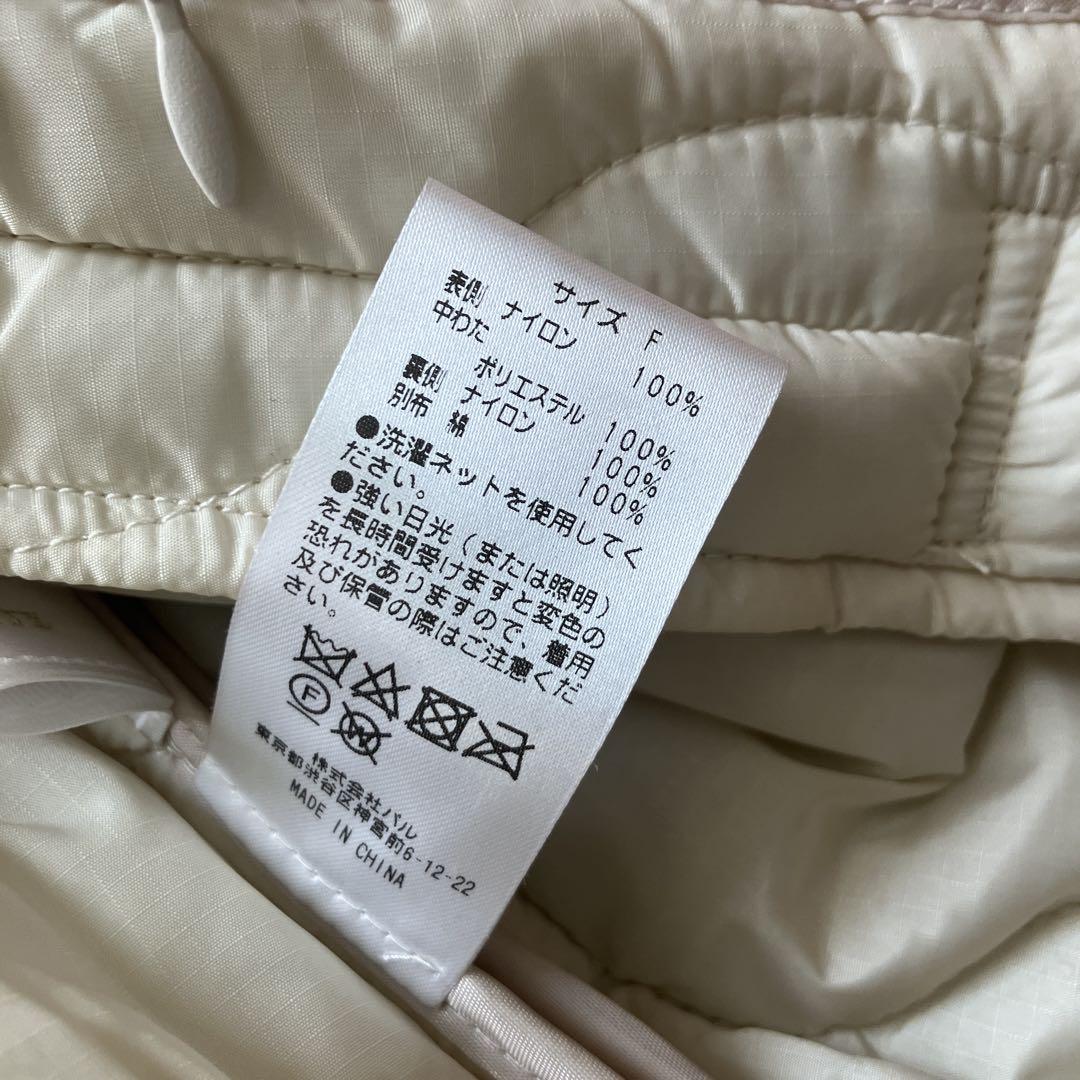 サイズ F
表側 ナイロン 100%
中わた
ポリエステル 100%
裏側 ナイロン 100%
別布 綿 100%
●洗濯ネットを使用してく
ださい。
●強い日光(または照明)
を長時間受けますと変色の
恐れがありますので、着用
及び保管の際はご注意くだ
さい。
F
W
株式会社パル
東京都渋谷区神宮前6-12-22
MADE IN CHINA